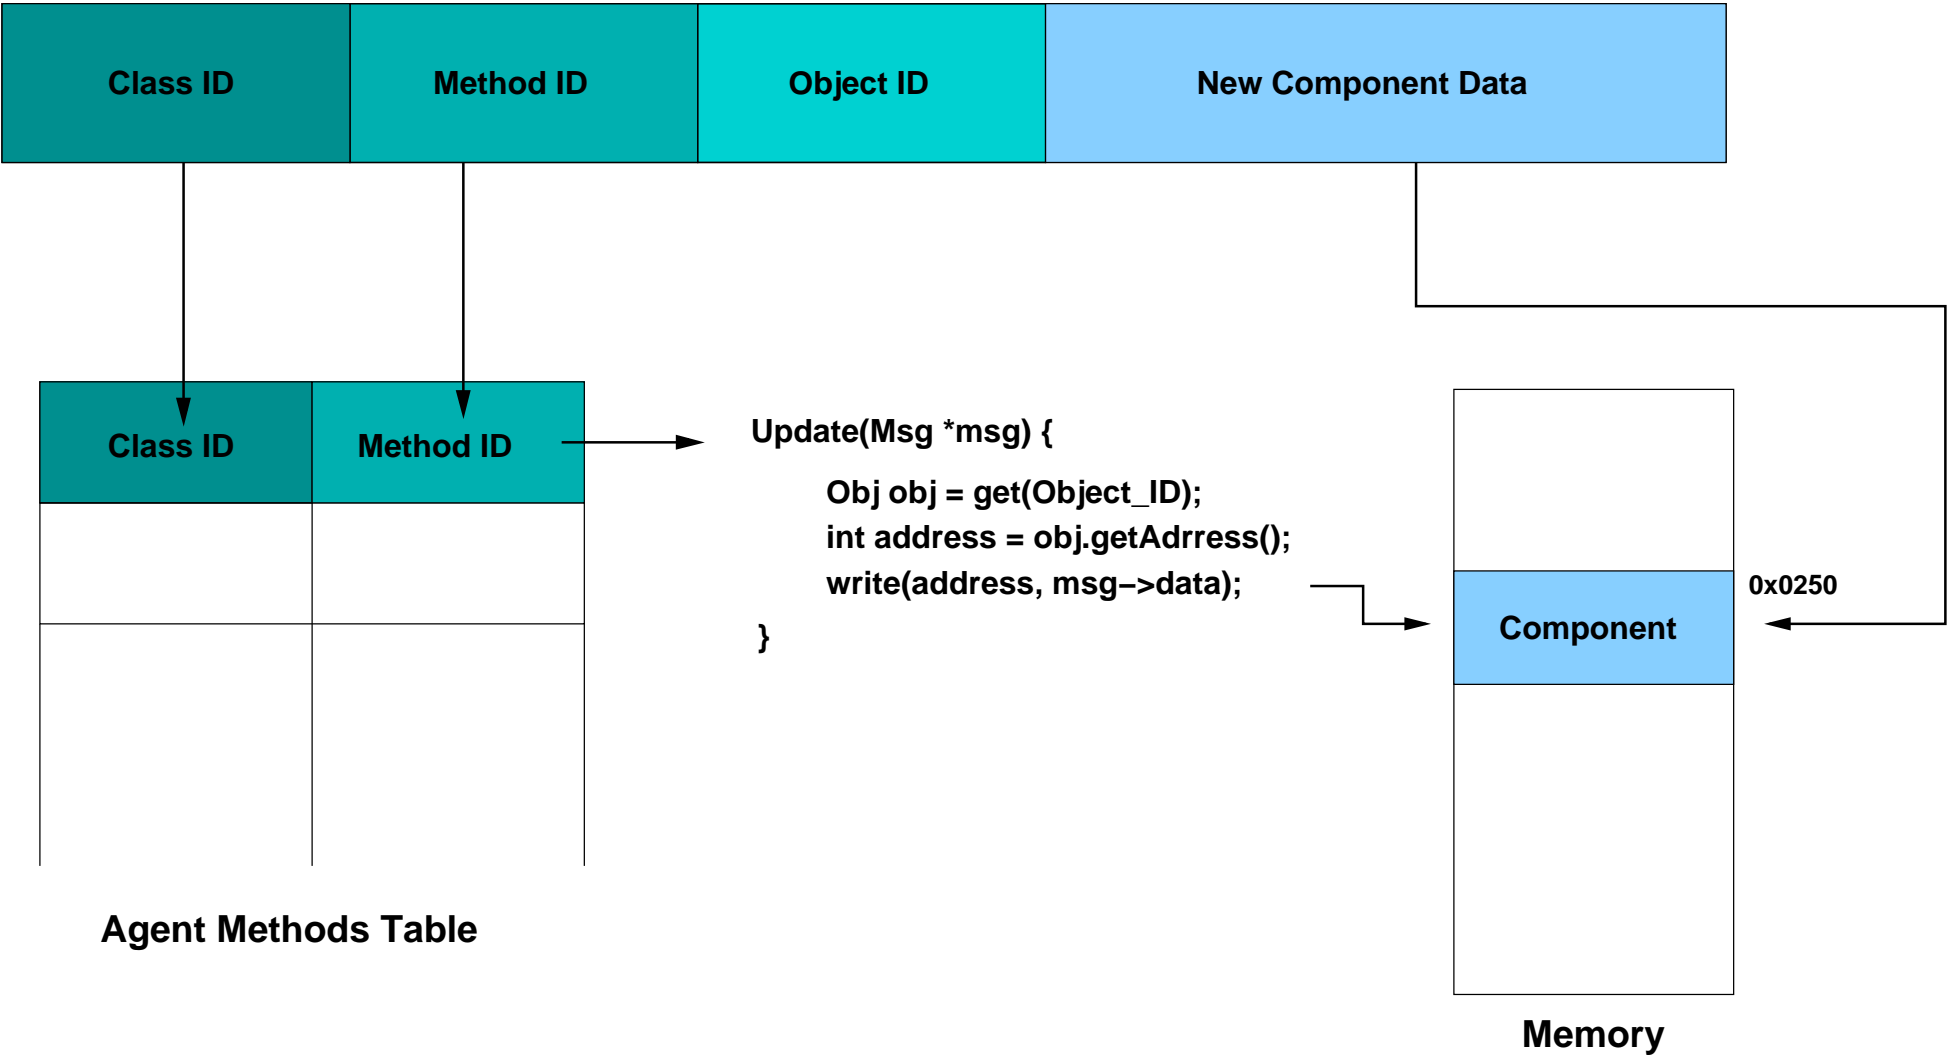 Class ID
Method ID
Object ID
New Component Data
Class ID
Method ID
Update(Msg *msg) {
Obj obj = get(Object_ID);
int address = obj.getAdrress();
write(address, msg−>data);
}
0x0250
Component
Agent Methods Table
Memory